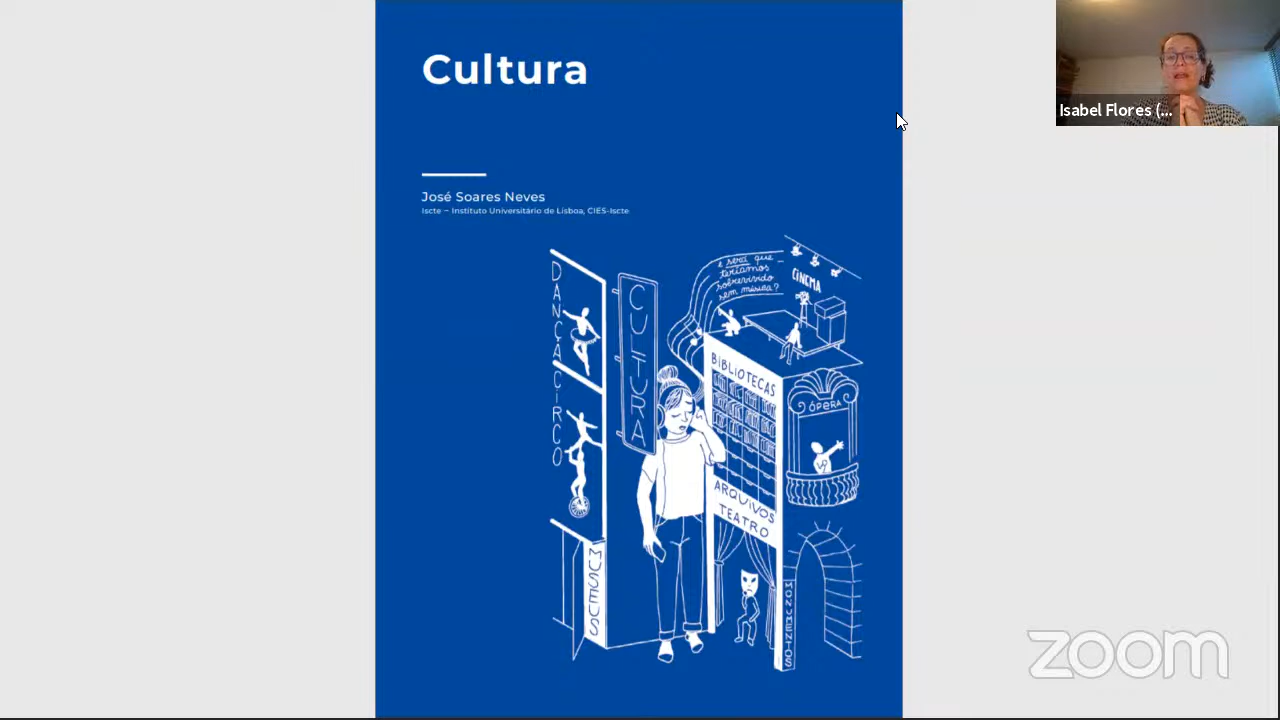 Cultura
José Soares Neves
Iscte – Instituto Universitário de Lisboa, CIES-Iscte
Isabel Flores (...
e será que
teríamos
sobrevivido
sem música?
CINEMA
DANÇA
CIRCO
CULTURA
BIBLIOTECAS
ÓPERA
ARQUIVOS
TEATRO
MUSEUS
MONUMENTOS
zoom